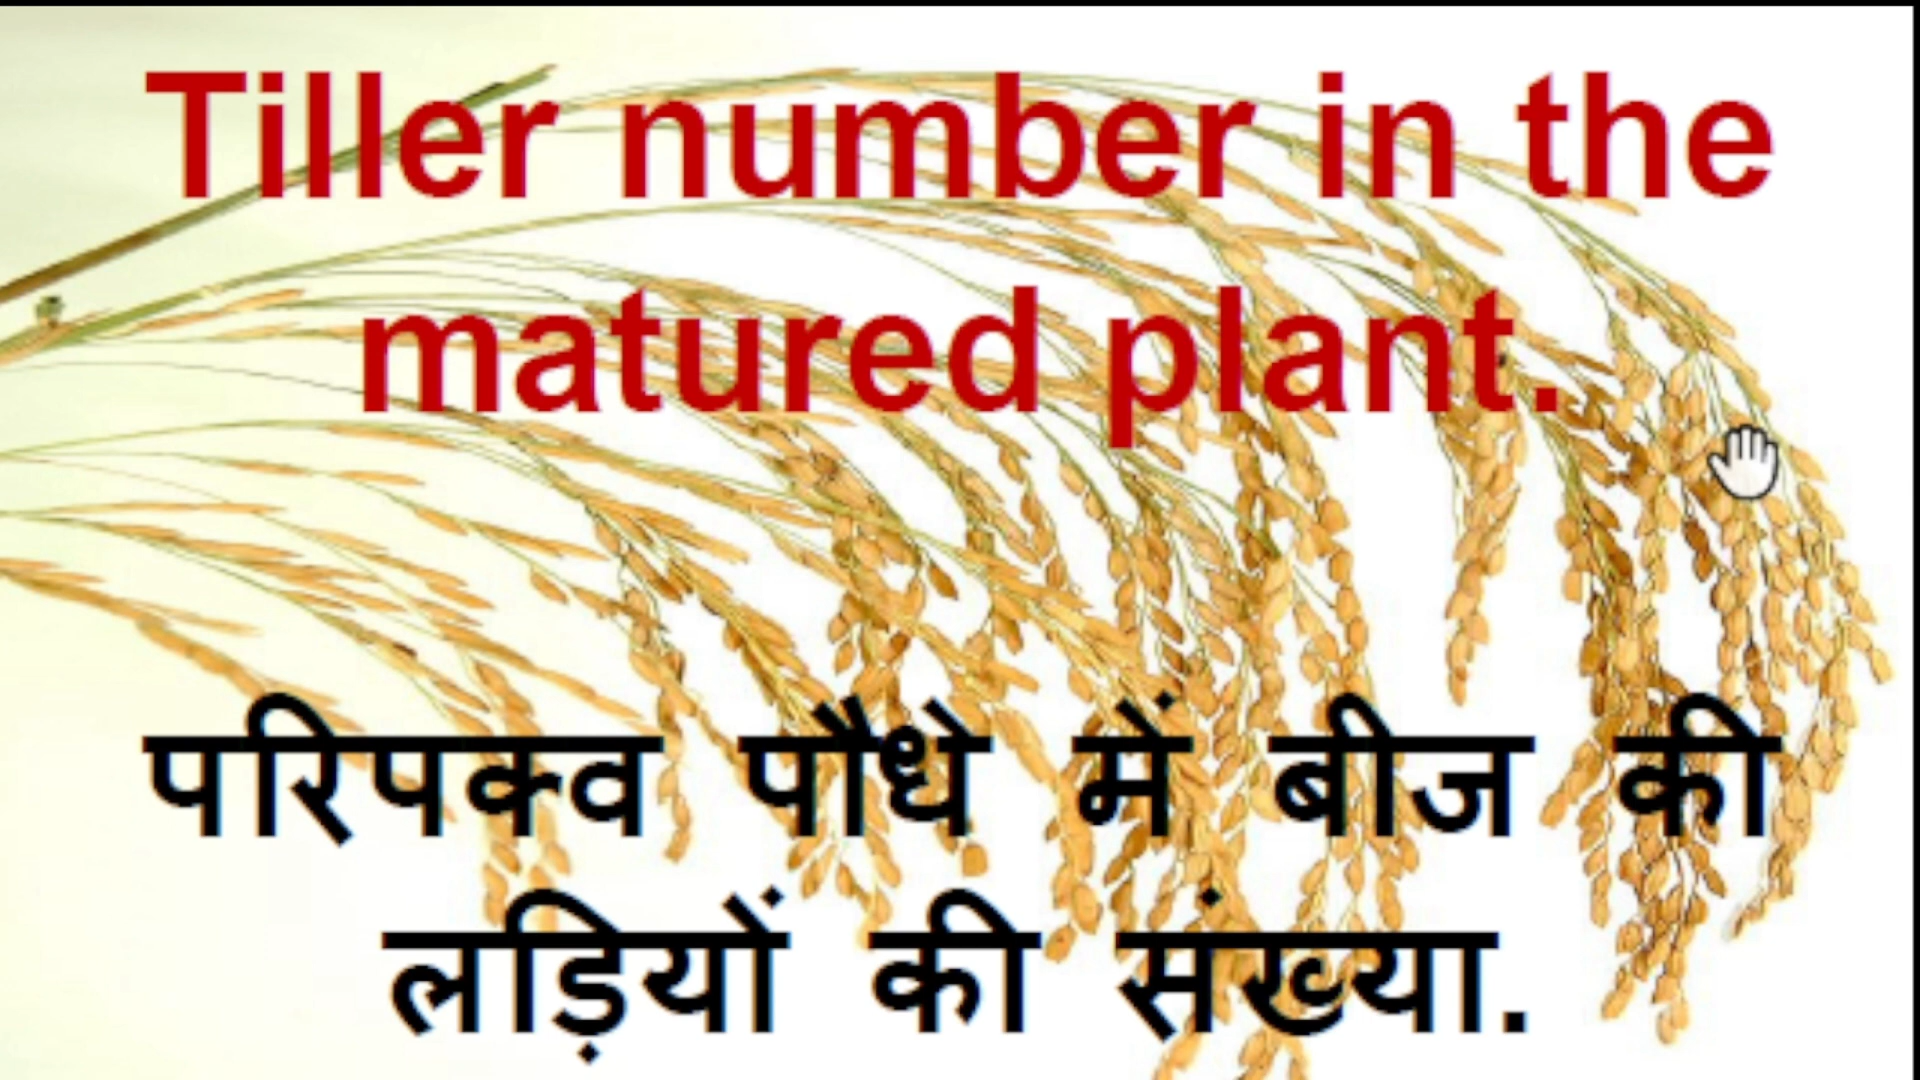 Tiller number in the
matured plant.
परिपक्व पौधे में बीज की
लड़ियों की संख्या.